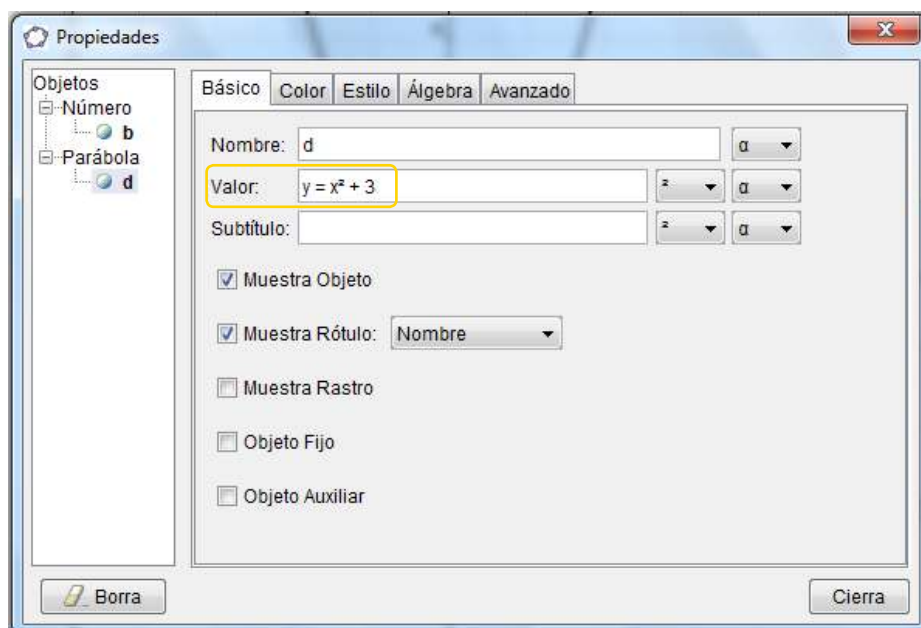 Propiedades
Objetos
Número
b
Parábola
d
Básico Color Estilo Álgebra Avanzado
Nombre: d α
Valor: y = x² + 3 ² α
Subtítulo: ² α
Muestra Objeto
Muestra Rótulo: Nombre
Muestra Rastro
Objeto Fijo
Objeto Auxiliar
Borra Cierra